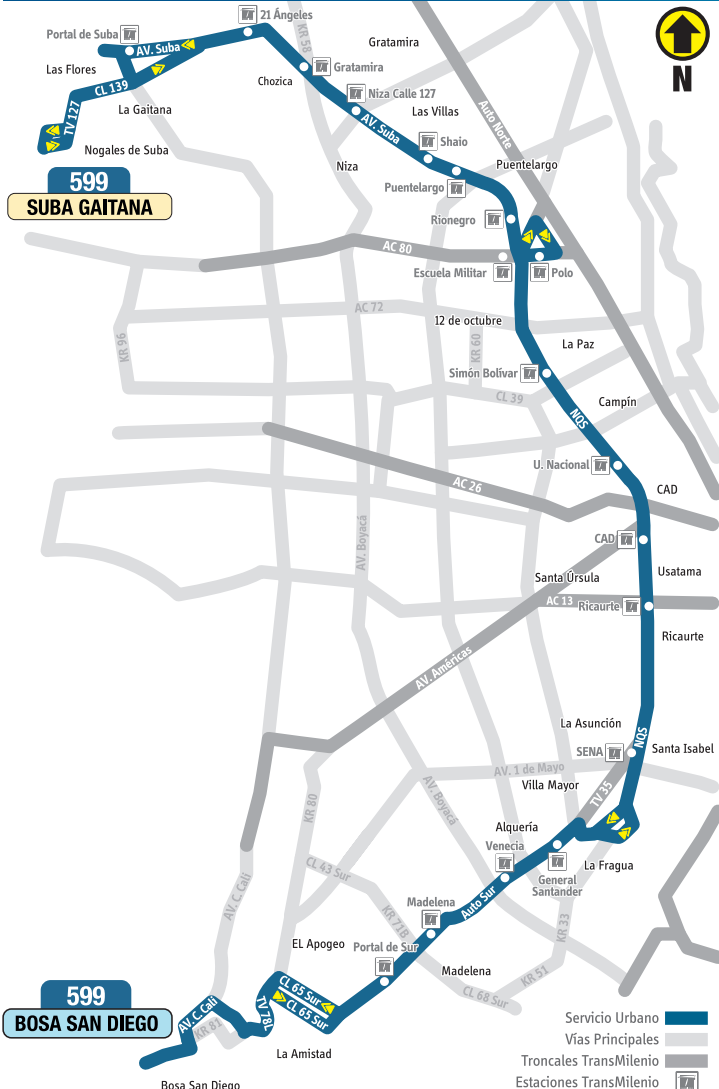 21 Ángeles
Portal de Suba
KR 58
Gratamira
AV. Suba
Las Flores
Gratamira
CL 139
Chozica
Niza Calle 127
La Gaitana
Las Villas
Auto Norte
TV 127
AV. Suba
Shaio
Nogales de Suba
Niza
Puentelargo
Puentelargo
599
SUBA GAITANA
Rionegro
AC 80
Escuela Militar
Polo
AC 72
12 de octubre
KR 96
KR 60
La Paz
Simón Bolívar
CL 39
Campín
NQS
U. Nacional
AC 26
CAD
AV. Boyacá
CAD
Santa Úrsula
Usatama
AC 13
Ricaurte
Ricaurte
AV. Américas
La Asunción
NQS
SENA
Santa Isabel
AV. 1 de Mayo
Villa Mayor
TV 35
KR 80
AV. Boyacá
Alquería
Venecia
La Fragua
CL 43 Sur
General
Santander
AV. C. Cali
Madelena
Auto Sur
KR 71B
KR 33
EL Apogeo
Portal de Sur
Madelena
KR 51
CL 65 Sur
CL 65 Sur
CL 68 Sur
599
BOSA SAN DIEGO
AV. C. Cali
KR 81
TV 78L
La Amistad
Bosa San Diego
N
Servicio Urbano
Vías Principales
Troncales TransMilenio
Estaciones TransMilenio